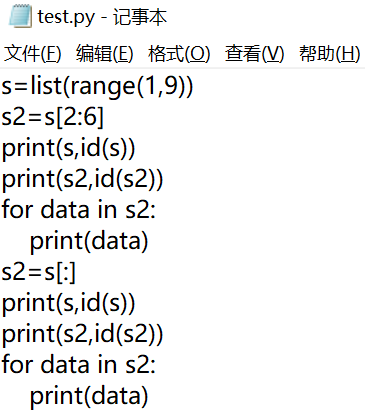 test.py - 记事本
文件(F) 编辑(E) 格式(O) 查看(V) 帮助(H)
s=list(range(1,9))
s2=s[2:6]
print(s,id(s))
print(s2,id(s2))
for data in s2:
    print(data)
s2=s[:]
print(s,id(s))
print(s2,id(s2))
for data in s2:
    print(data)